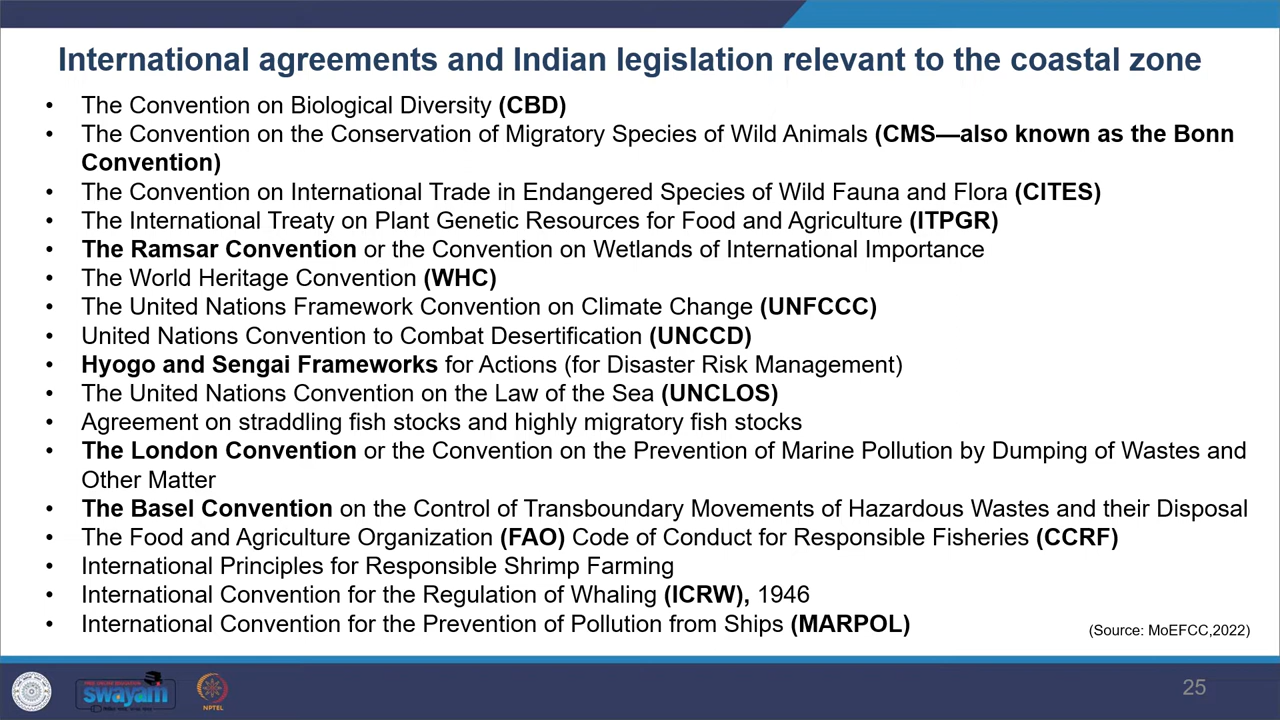 International agreements and Indian legislation relevant to the coastal zone
• The Convention on Biological Diversity (CBD)
• The Convention on the Conservation of Migratory Species of Wild Animals (CMS—also known as the Bonn
Convention)
• The Convention on International Trade in Endangered Species of Wild Fauna and Flora (CITES)
• The International Treaty on Plant Genetic Resources for Food and Agriculture (ITPGR)
• The Ramsar Convention or the Convention on Wetlands of International Importance
• The World Heritage Convention (WHC)
• The United Nations Framework Convention on Climate Change (UNFCCC)
• United Nations Convention to Combat Desertification (UNCCD)
• Hyogo and Sengai Frameworks for Actions (for Disaster Risk Management)
• The United Nations Convention on the Law of the Sea (UNCLOS)
• Agreement on straddling fish stocks and highly migratory fish stocks
• The London Convention or the Convention on the Prevention of Marine Pollution by Dumping of Wastes and
Other Matter
• The Basel Convention on the Control of Transboundary Movements of Hazardous Wastes and their Disposal
• The Food and Agriculture Organization (FAO) Code of Conduct for Responsible Fisheries (CCRF)
• International Principles for Responsible Shrimp Farming
• International Convention for the Regulation of Whaling (ICRW), 1946
• International Convention for the Prevention of Pollution from Ships (MARPOL)
(Source: MoEFCC,2022)
swayam
NPTEL
25